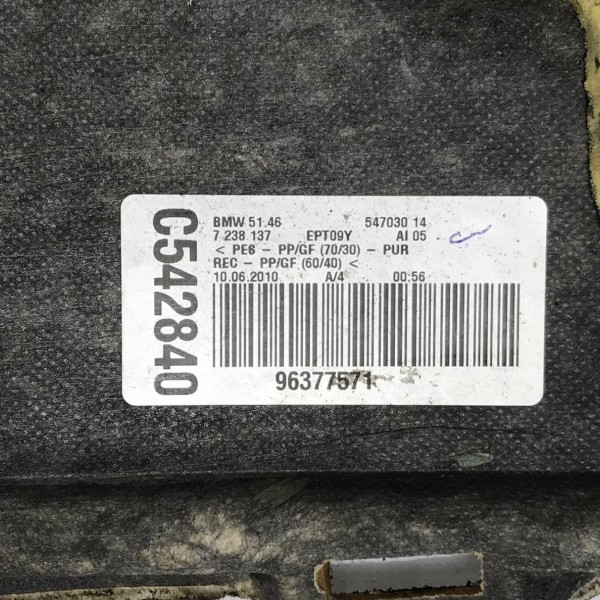 C542840
BMW 51.46 547030 14
7 238 137 EPT09Y AI 05
< PE8 – PP/GF (70/30) – PUR
REC – PP/GF (60/40) <
10.06.2010 A/4 00:56
96377571